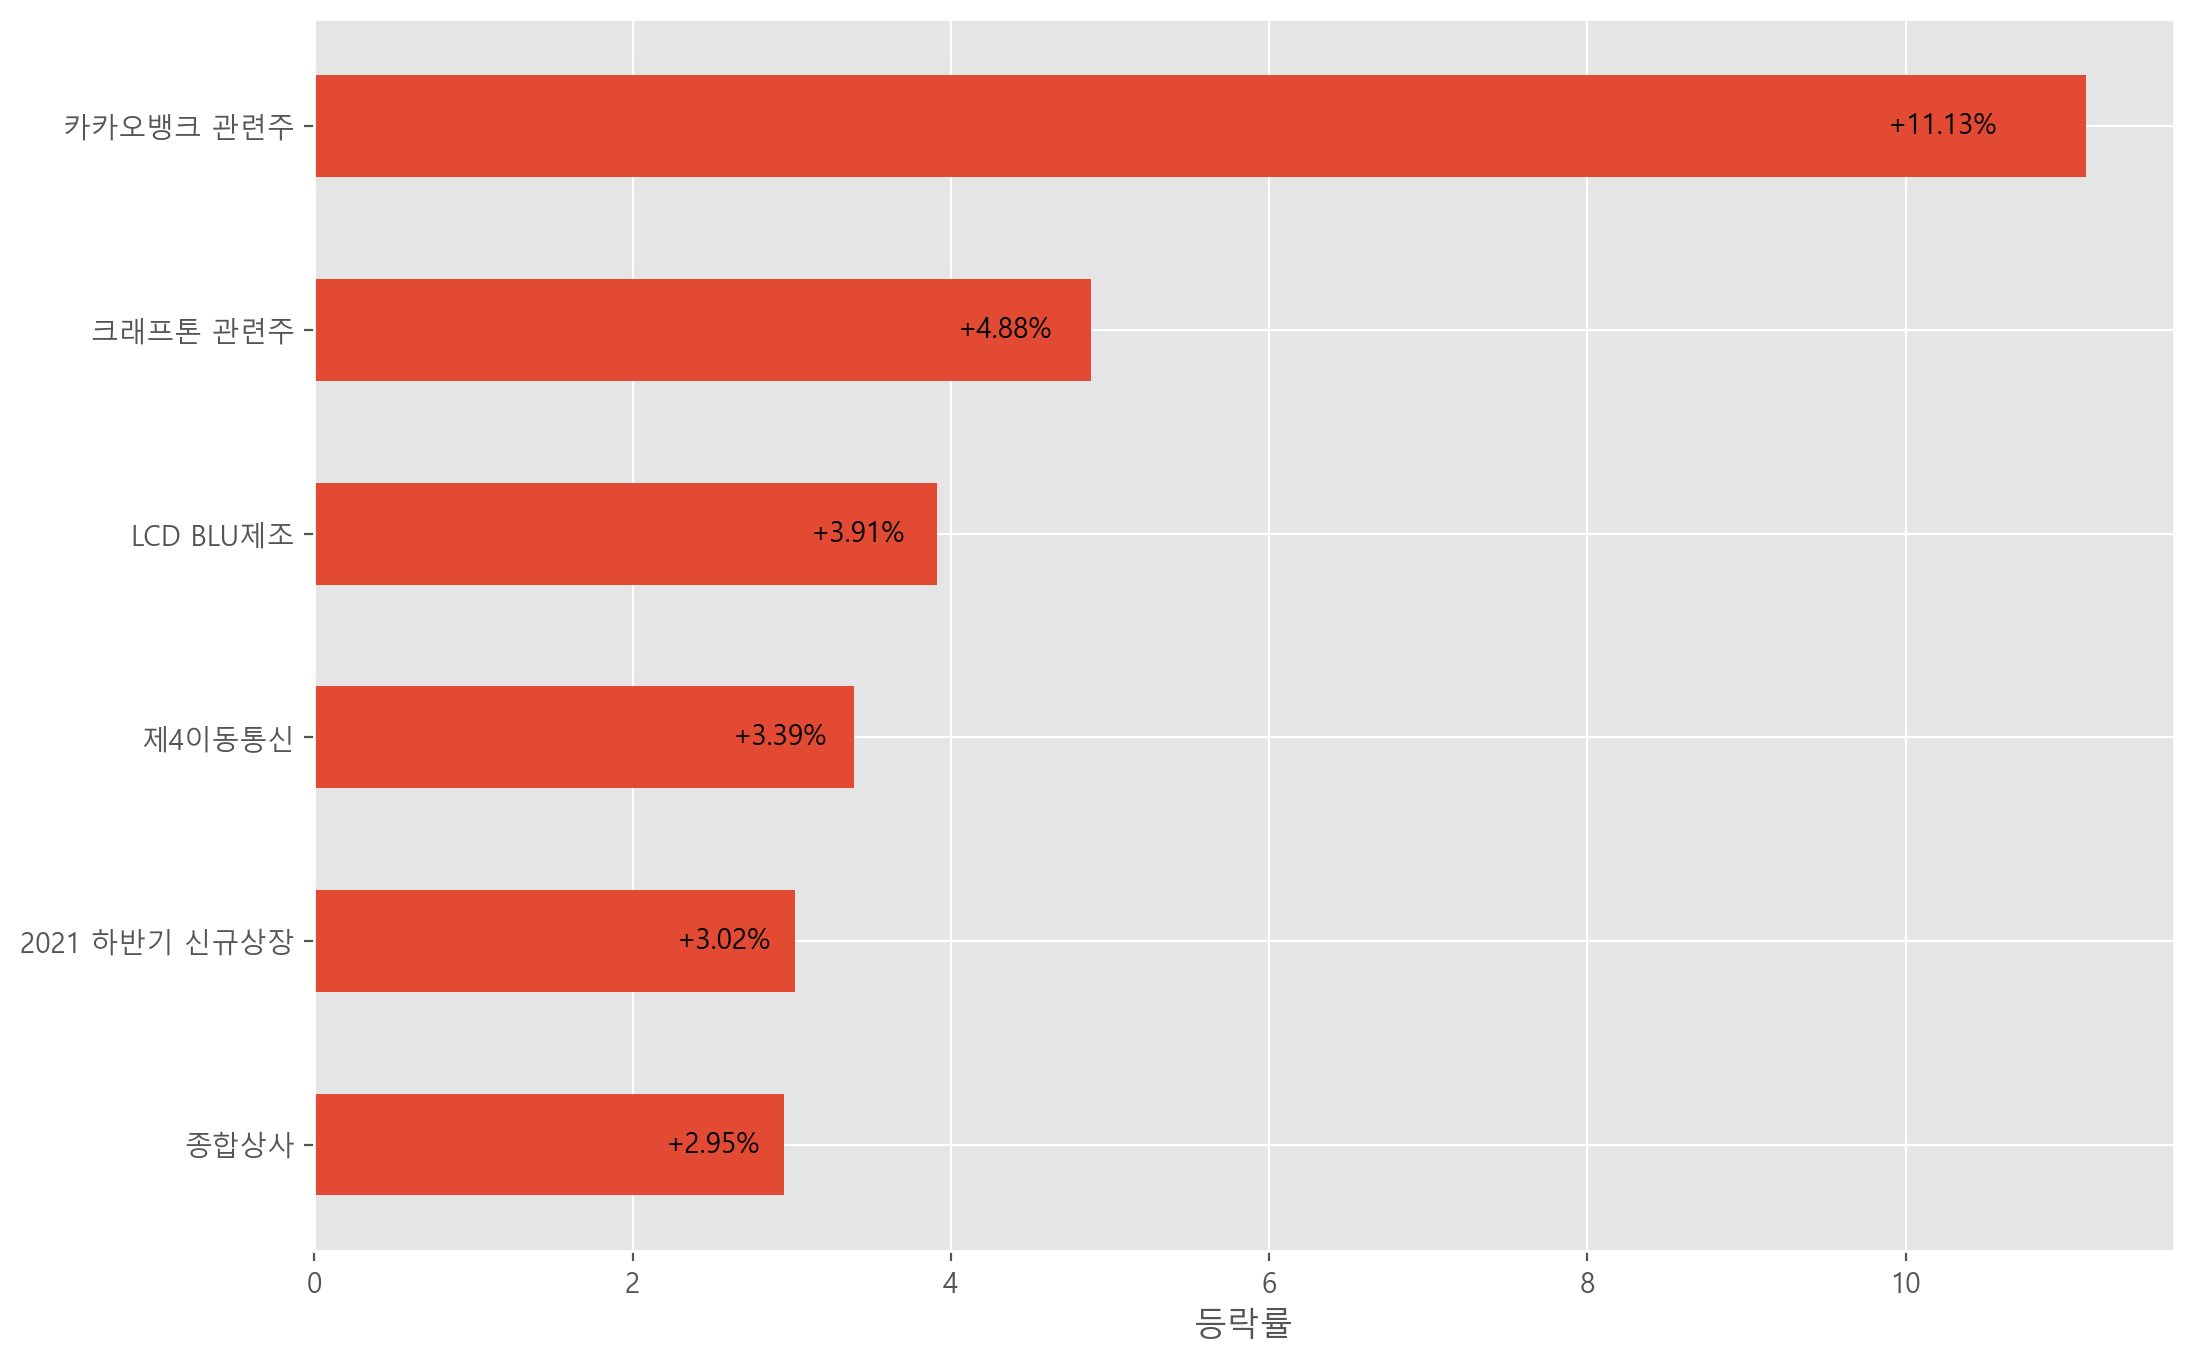 카카오뱅크 관련주
+11.13%
크래프톤 관련주
+4.88%
LCD BLU제조
+3.91%
제4이동통신
+3.39%
2021 하반기 신규상장
+3.02%
종합상사
+2.95%
0 2 4 6 8 10
등락률